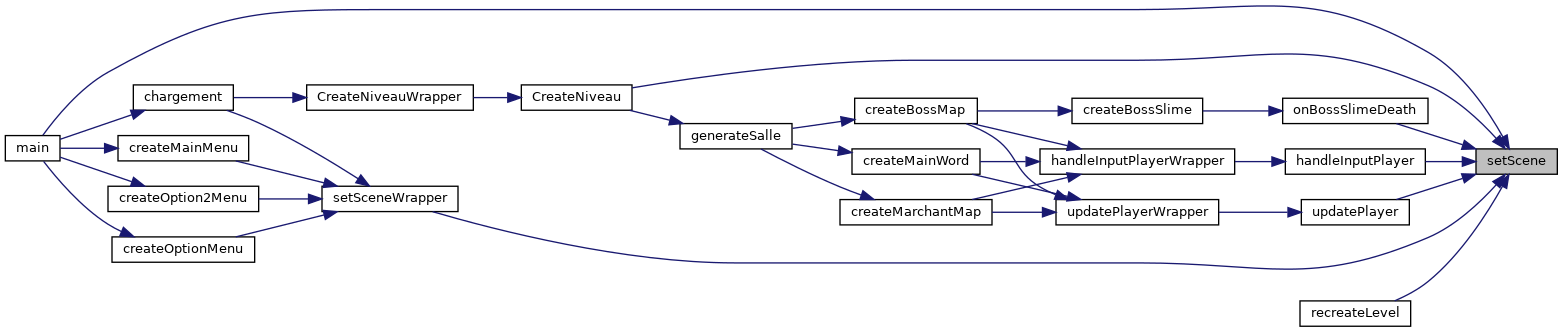 main
chargement
createMainMenu
createOption2Menu
createOptionMenu
CreateNiveauWrapper
setSceneWrapper
CreateNiveau
generateSalle
createBossMap
createMainWord
createMarchantMap
createBossSlime
handleInputPlayerWrapper
updatePlayerWrapper
onBossSlimeDeath
handleInputPlayer
updatePlayer
recreateLevel
setScene